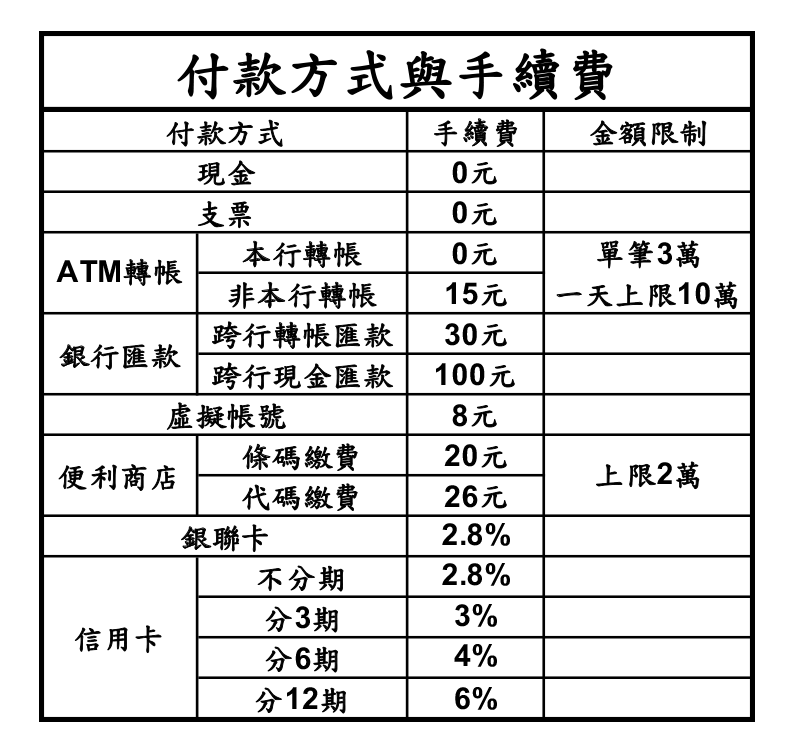 付款方式與手續費
付款方式 手續費 金額限制
現金 0元
支票 0元
ATM轉帳 本行轉帳 0元 單筆3萬
非本行轉帳 15元 一天上限10萬
銀行匯款 跨行轉帳匯款 30元
跨行現金匯款 100元
虛擬帳號 8元
便利商店 條碼繳費 20元 上限2萬
代碼繳費 26元
銀聯卡 2.8%
信用卡 不分期 2.8%
分3期 3%
分6期 4%
分12期 6%